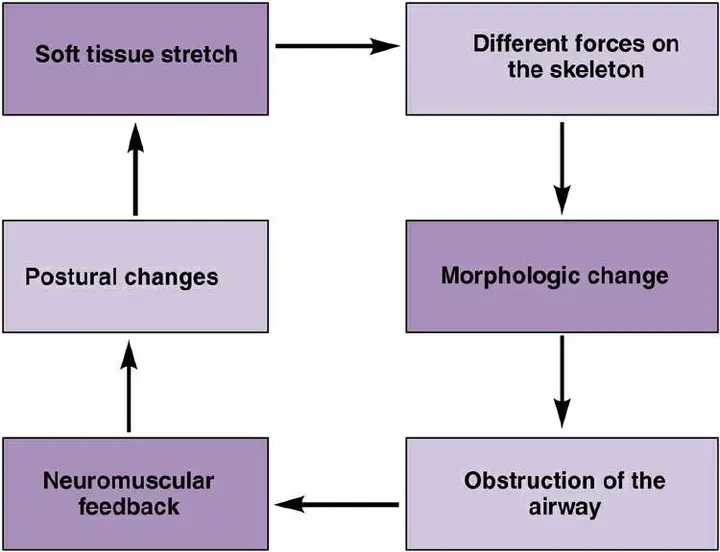 Soft tissue stretch
Different forces on
the skeleton
Postural changes
Morphologic change
Neuromuscular
feedback
Obstruction of the
airway